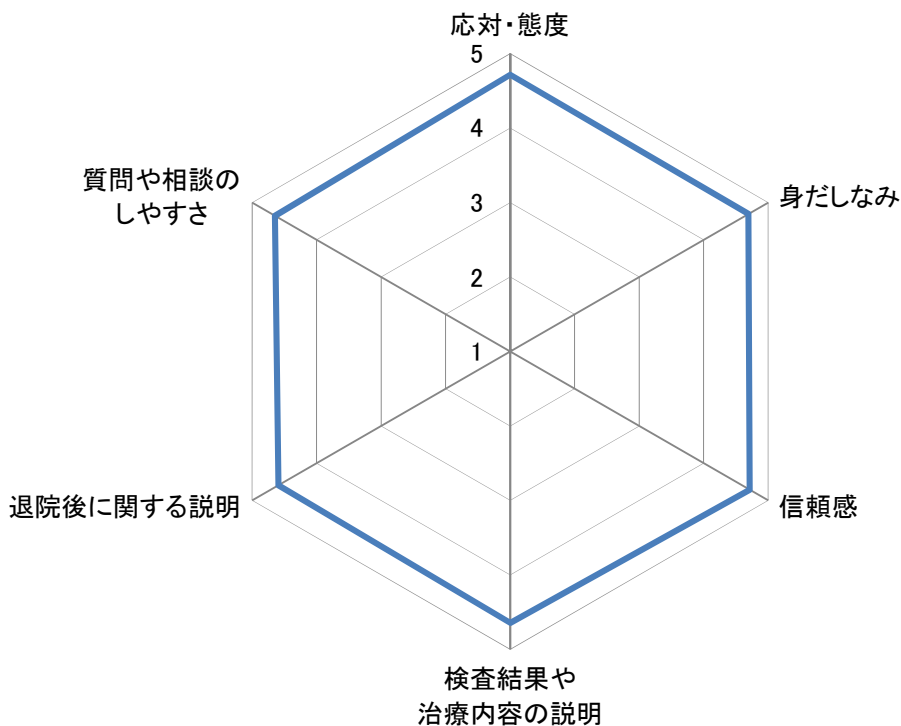 応対・態度
5
4
3
2
1
身だしなみ
信頼感
検査結果や
治療内容の説明
退院後に関する説明
質問や相談の
しやすさ